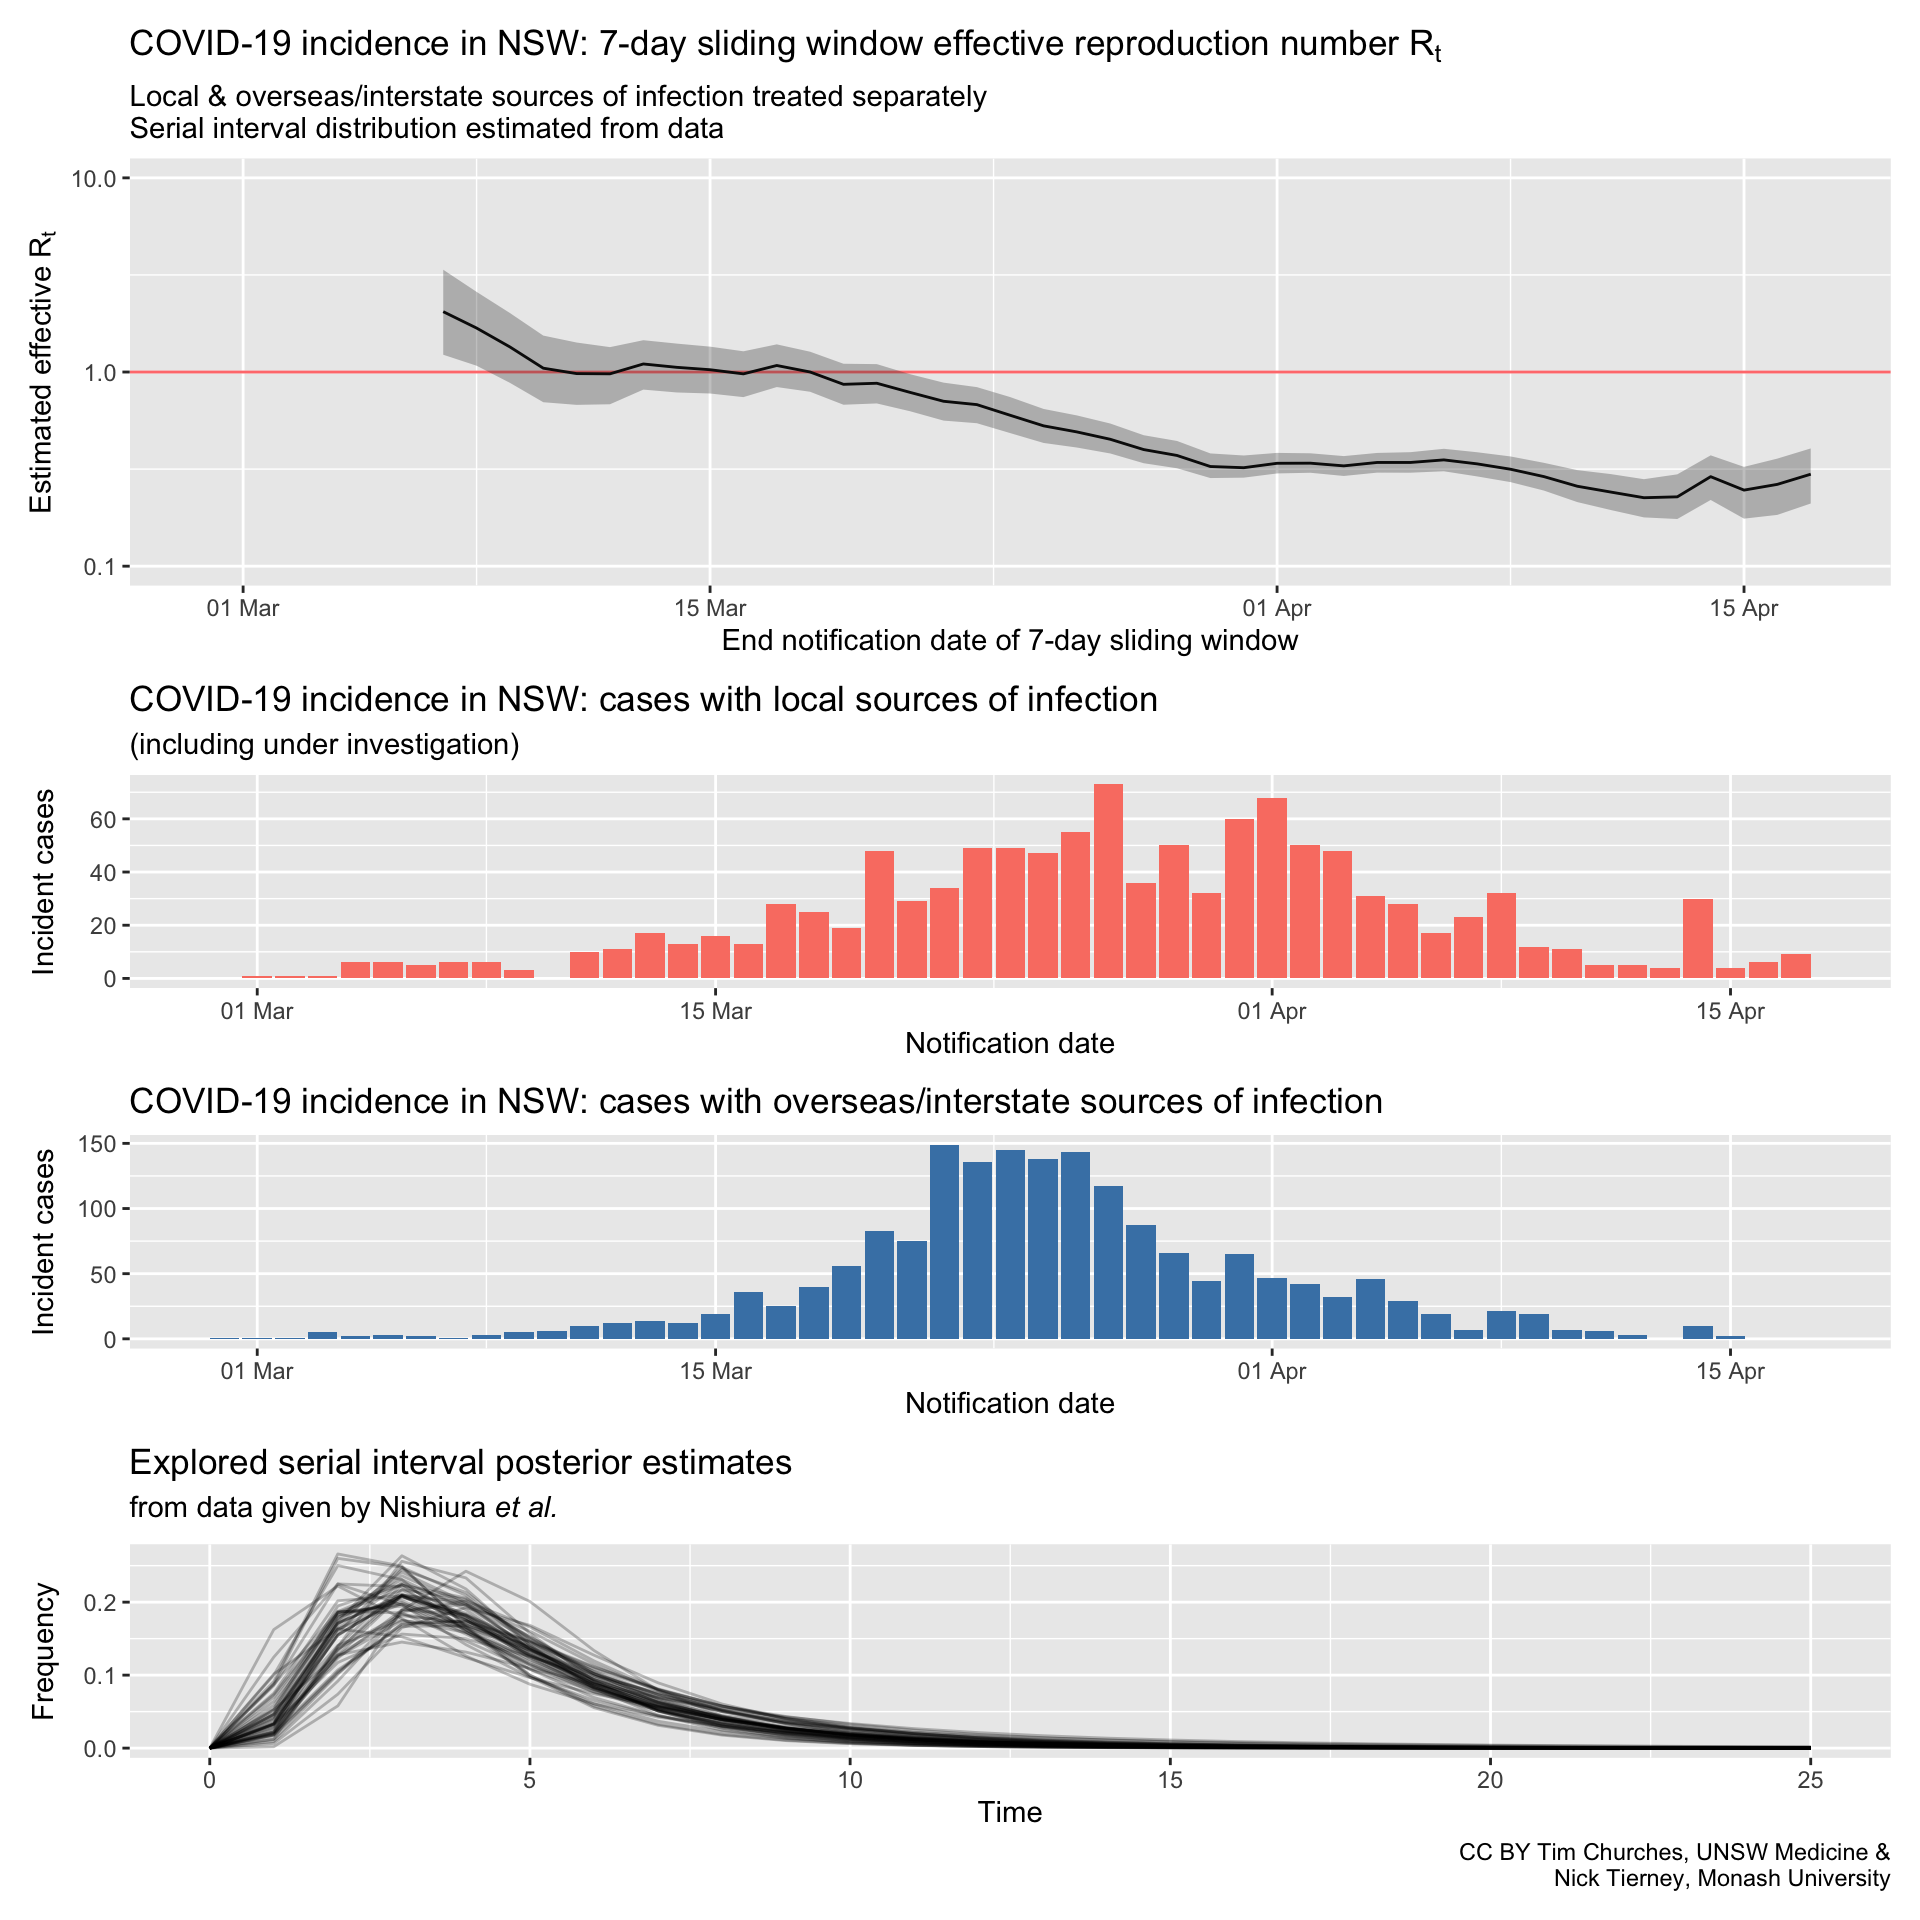 COVID-19 incidence in NSW: 7-day sliding window effective reproduction number Rt
Local & overseas/interstate sources of infection treated separately
Serial interval distribution estimated from data
Estimated effective Rt
10.0
1.0
0.1
01 Mar 15 Mar 01 Apr 15 Apr
End notification date of 7-day sliding window
COVID-19 incidence in NSW: cases with local sources of infection
(including under investigation)
Incident cases
60
40
20
0
01 Mar 15 Mar 01 Apr 15 Apr
Notification date
COVID-19 incidence in NSW: cases with overseas/interstate sources of infection
Incident cases
150
100
50
0
01 Mar 15 Mar 01 Apr 15 Apr
Notification date
Explored serial interval posterior estimates
from data given by Nishiura et al.
Frequency
0.2
0.1
0.0
0 5 10 15 20 25
Time
CC BY Tim Churches, UNSW Medicine &
Nick Tierney, Monash University